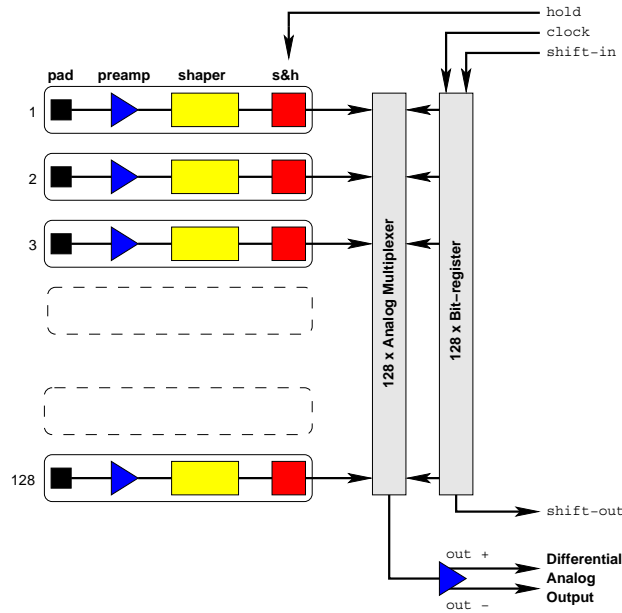 hold
clock
shift-in
pad preamp shaper s&h
1
2
3
128 x Analog Multiplexer
128 x Bit-register
128
shift-out
out +
Differential
Analog
Output
out -